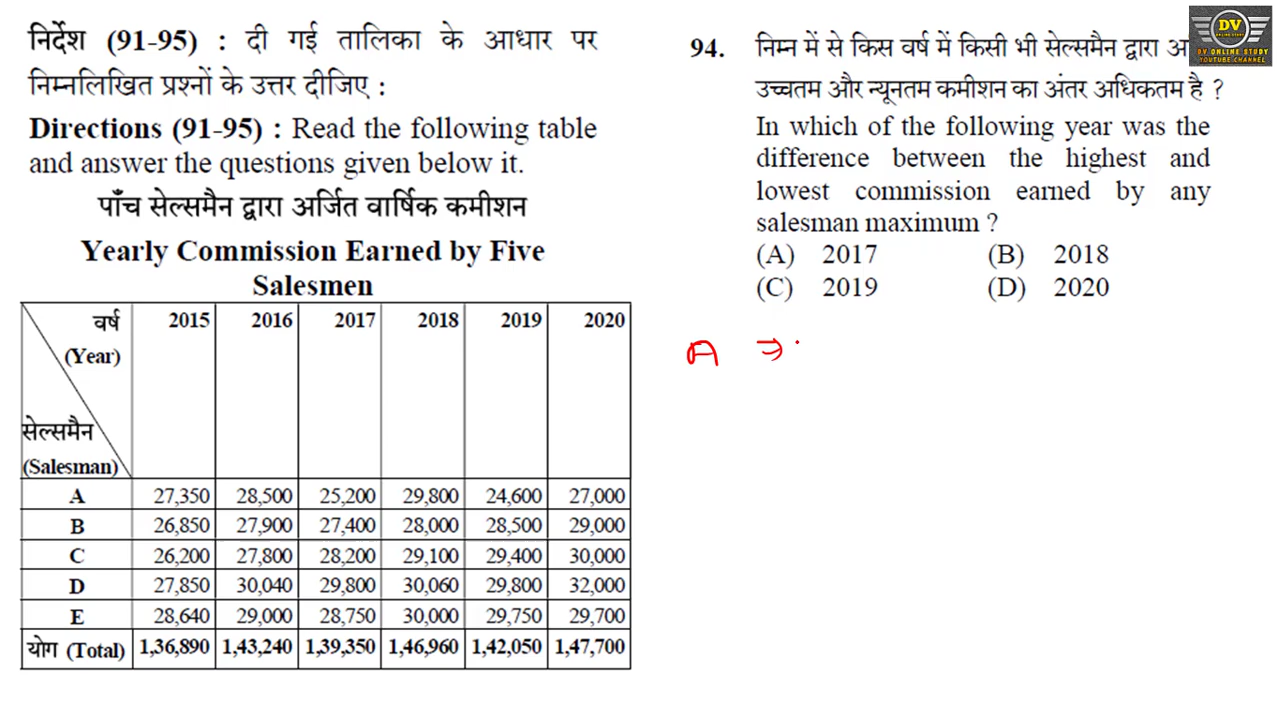 निर्देश (91-95) : दी गई तालिका के आधार पर
निम्नलिखित प्रश्नों के उत्तर दीजिए :
Directions (91-95) : Read the following table
and answer the questions given below it.
पाँच सेल्समैन द्वारा अर्जित वार्षिक कमीशन
Yearly Commission Earned by Five
Salesmen
वर्ष 2015 2016 2017 2018 2019 2020
(Year)
सेल्समैन
(Salesman)
A 27,350 28,500 25,200 29,800 24,600 27,000
B 26,850 27,900 27,400 28,000 28,500 29,000
C 26,200 27,800 28,200 29,100 29,400 30,000
D 27,850 30,040 29,800 30,060 29,800 32,000
E 28,640 29,000 28,750 30,000 29,750 29,700
योग (Total) 1,36,890 1,43,240 1,39,350 1,46,960 1,42,050 1,47,700
94. निम्न में से किस वर्ष में किसी भी सेल्समैन द्वारा
उच्चतम और न्यूनतम कमीशन का अंतर अधिकतम है ?
In which of the following year was the
difference between the highest and
lowest commission earned by any
salesman maximum ?
(A) 2017 (B) 2018
(C) 2019 (D) 2020
A ⇒
DV
ONLINE STUDY
DV ONLINE STUDY
YOUTUBE CHANNEL